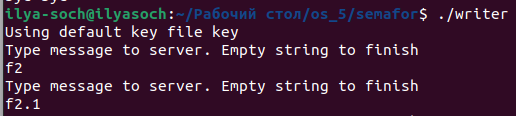 ilya-soch@ilyasoch:~/Рабочий стол/os_5/semafor$ ./writer
Using default key file key
Type message to server. Empty string to finish
f2
Type message to server. Empty string to finish
f2.1